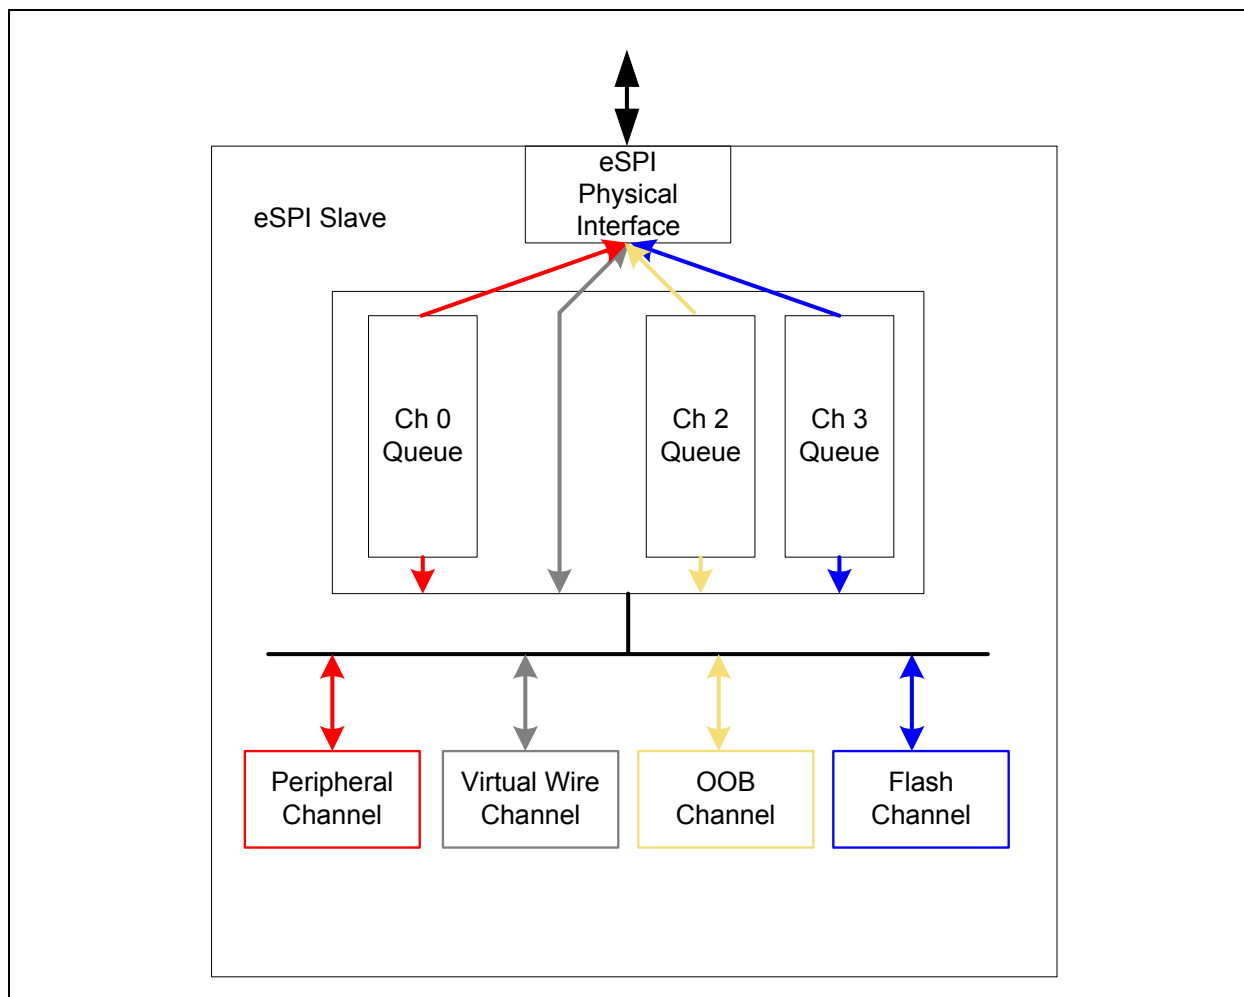 eSPI
Physical
Interface
eSPI Slave
Ch 0
Queue
Ch 2
Queue
Ch 3
Queue
Peripheral
Channel
Virtual Wire
Channel
OOB
Channel
Flash
Channel